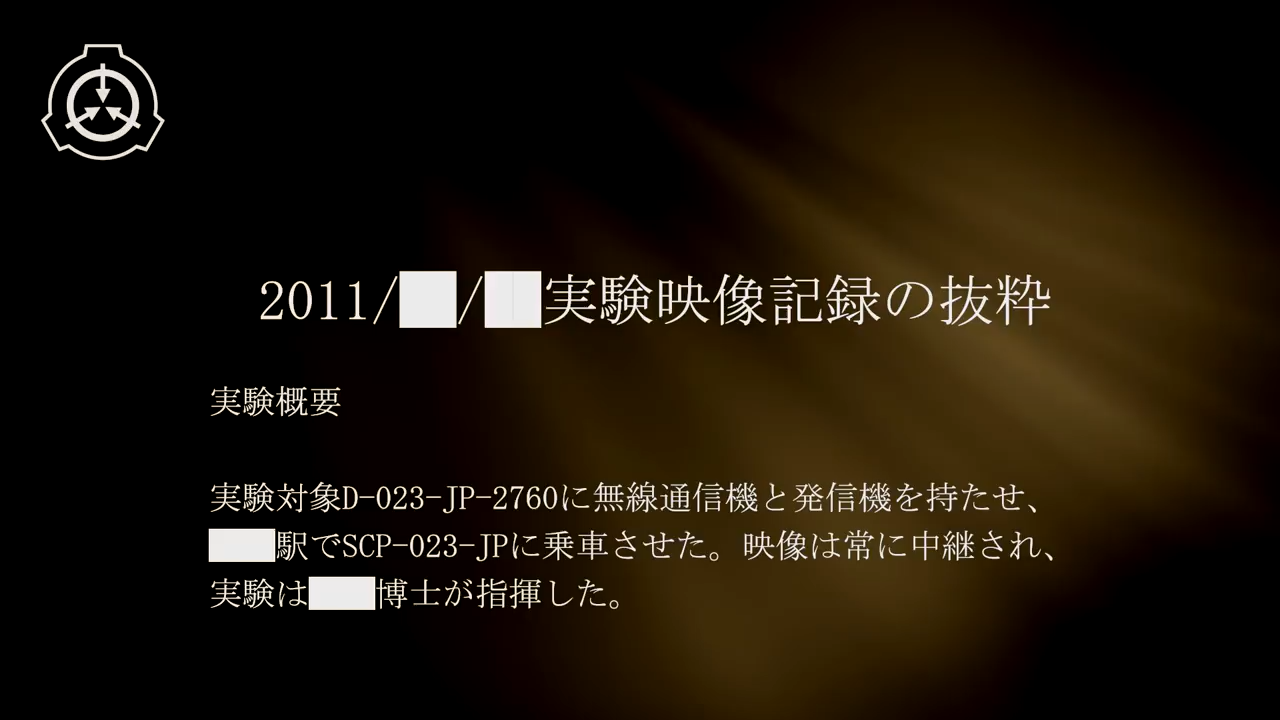 2011/██/██実験映像記録の抜粋
実験概要
実験対象D-023-JP-2760に無線通信機と発信機を持たせ、
██駅でSCP-023-JPに乗車させた。映像は常に中継され、
実験は██博士が指揮した。